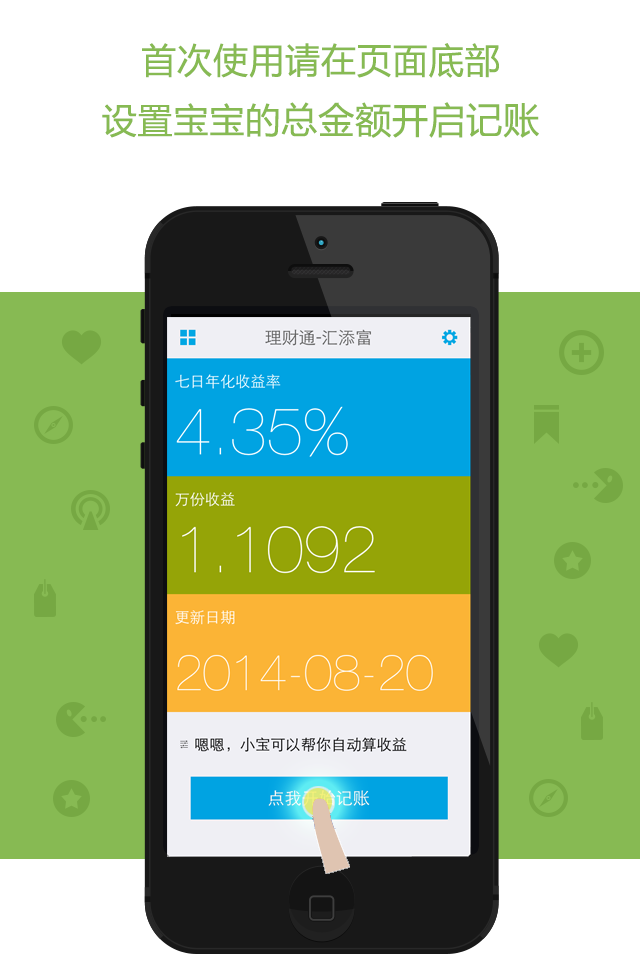 首次使用请在页面底部
设置宝宝的总金额开启记账
理财通-汇添富
七日年化收益率
4.35%
万份收益
1.1092
更新日期
2014-08-20
嗯嗯，小宝可以帮你自动算收益
点我开始记账